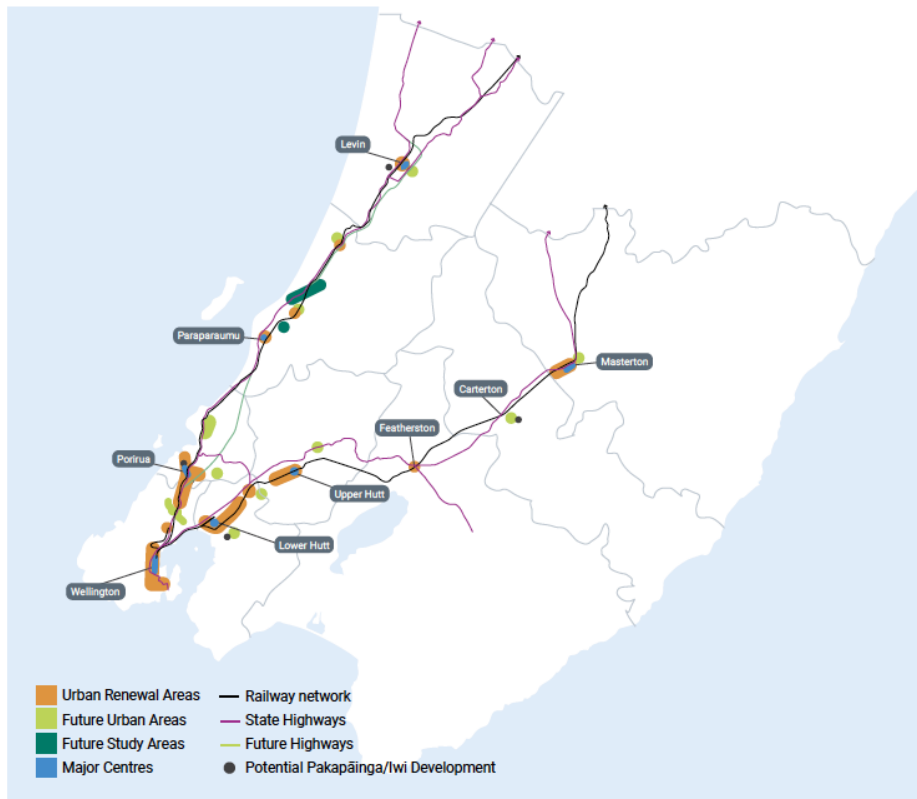 Levin
Paraparaumu
Masterton
Carterton
Featherston
Porirua
Upper Hutt
Lower Hutt
Wellington
Urban Renewal Areas
Future Urban Areas
Future Study Areas
Major Centres
Railway network
State Highways
Future Highways
Potential Pakapāinga/Iwi Development